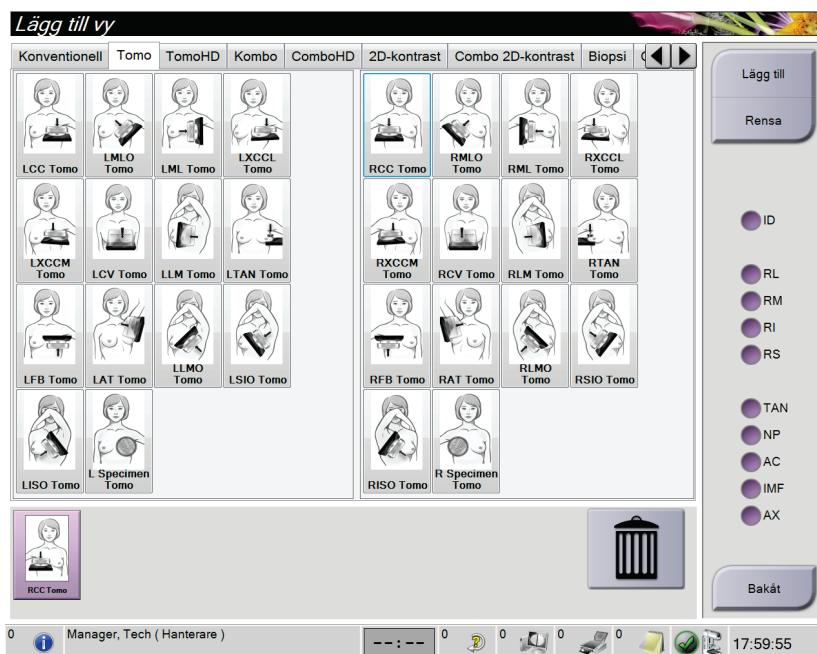 Lägg till vy
Konventionell Tomo TomoHD Kombo ComboHD 2D-kontrast Combo 2D-kontrast Biopsi
Lägg till
Rensa
LCC Tomo
LMLO
Tomo
LML Tomo
LXCCL
Tomo
RCC Tomo
RMLO
Tomo
RML Tomo
RXCCL
Tomo
LXCCM
Tomo
LCV Tomo
LLM Tomo
LTAN Tomo
RXCCM
Tomo
RCV Tomo
RLM Tomo
RTAN
Tomo
LFB Tomo
LAT Tomo
LLMO
Tomo
LSIO Tomo
RFB Tomo
RAT Tomo
RLMO
Tomo
RSIO Tomo
LISO Tomo
L Specimen
Tomo
RISO Tomo
R Specimen
Tomo
ID
RL
RM
RI
RS
TAN
NP
AC
IMF
AX
RCC Tomo
Bakåt
0 Manager, Tech ( Hanterare ) --:-- 0 0 0 0 17:59:55